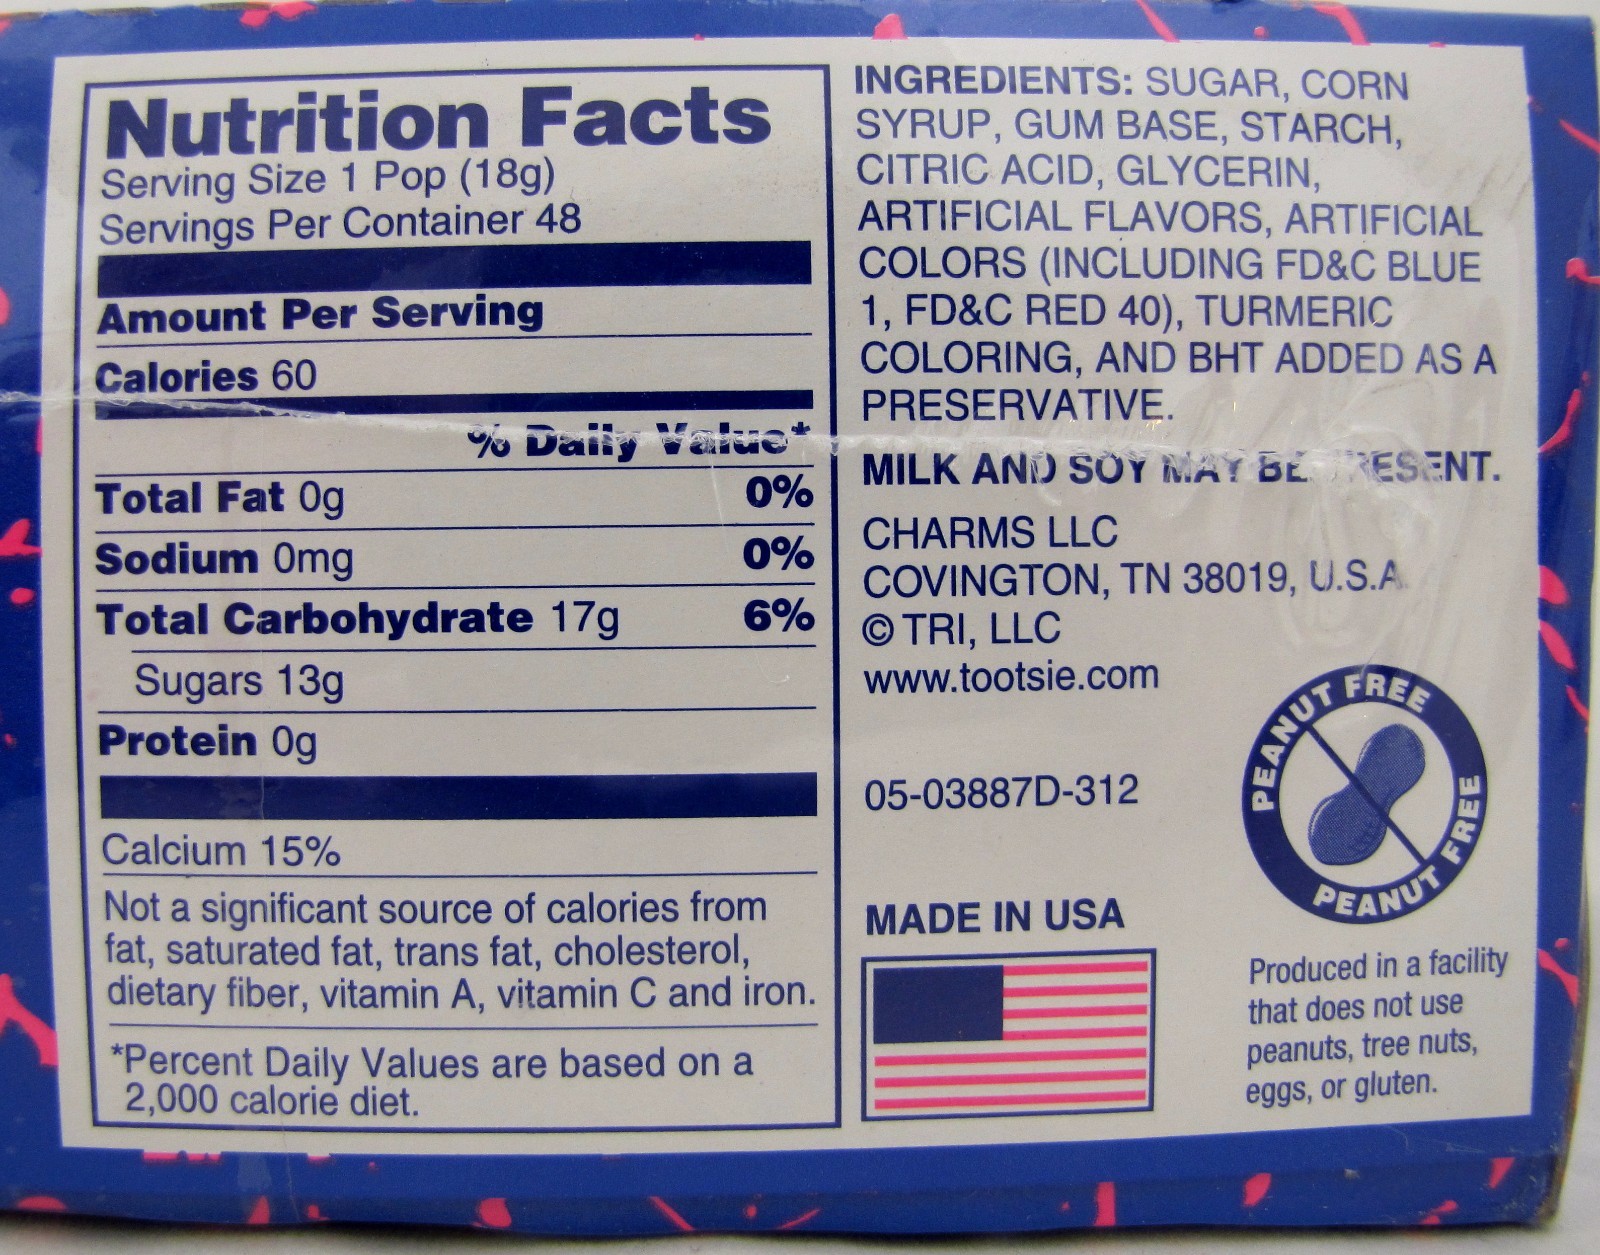 Nutrition Facts
Serving Size 1 Pop (18g)
Servings Per Container 48
Amount Per Serving
Calories 60
% Daily Value*
Total Fat 0g 0%
Sodium 0mg 0%
Total Carbohydrate 17g 6%
Sugars 13g
Protein 0g
Calcium 15%
Not a significant source of calories from
fat, saturated fat, trans fat, cholesterol,
dietary fiber, vitamin A, vitamin C and iron.
*Percent Daily Values are based on a
2,000 calorie diet.
INGREDIENTS: SUGAR, CORN
SYRUP, GUM BASE, STARCH,
CITRIC ACID, GLYCERIN,
ARTIFICIAL FLAVORS, ARTIFICIAL
COLORS (INCLUDING FD&C BLUE
1, FD&C RED 40), TURMERIC
COLORING, AND BHT ADDED AS A
PRESERVATIVE.
MILK AND SOY MAY BE PRESENT.
CHARMS LLC
COVINGTON, TN 38019, U.S.A.
© TRI, LLC
www.tootsie.com
05-03887D-312
MADE IN USA
PEANUT FREE
PEANUT FREE
Produced in a facility
that does not use
peanuts, tree nuts,
eggs, or gluten.